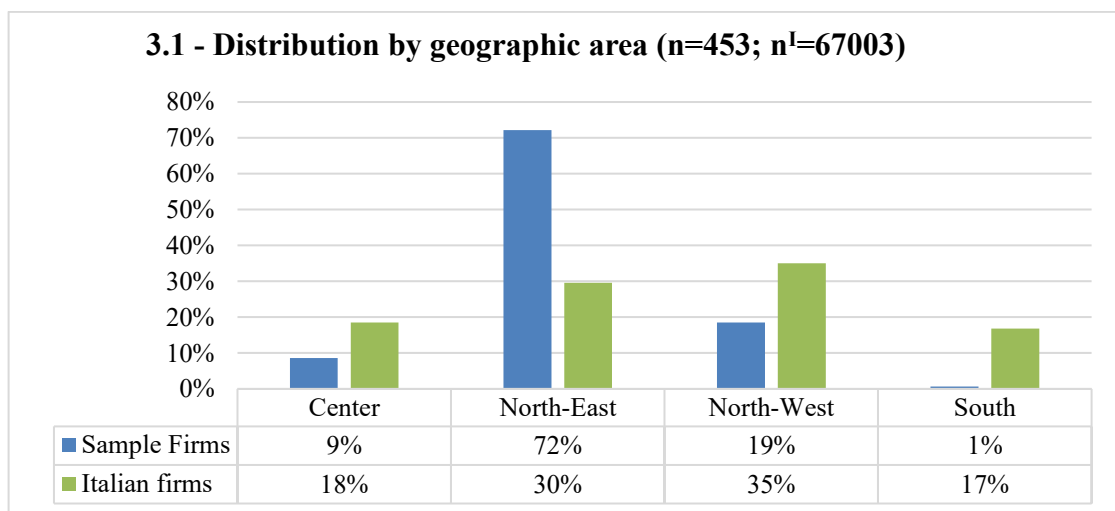 3.1 - Distribution by geographic area (n=453; nᴵ=67003)
80%
70%
60%
50%
40%
30%
20%
10%
0%
Center North-East North-West South
Sample Firms 9% 72% 19% 1%
Italian firms 18% 30% 35% 17%